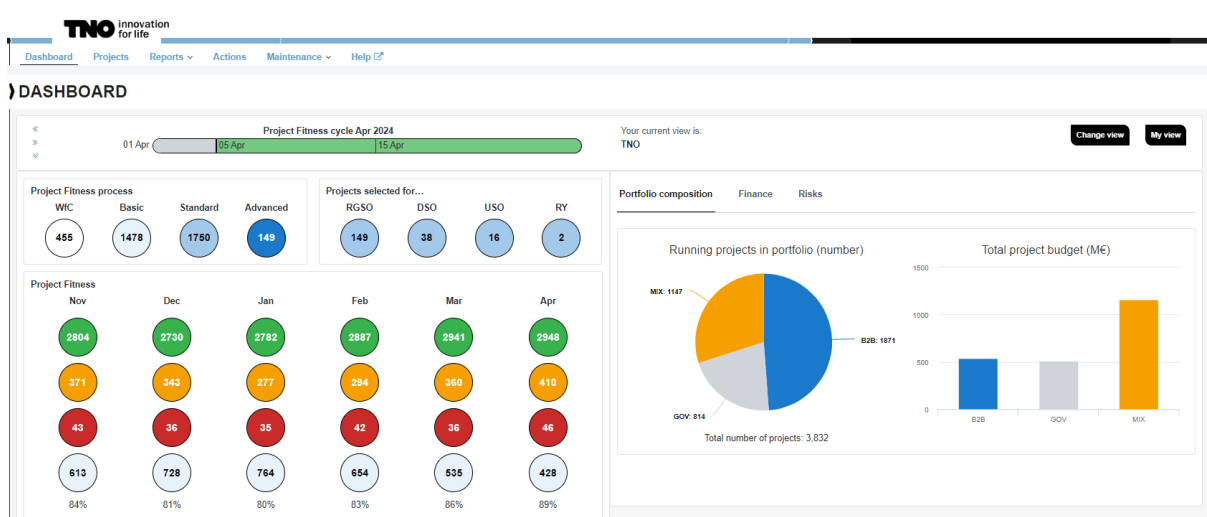 TNO innovation
for life
Dashboard Projects Reports Actions Maintenance Help
DASHBOARD
Project Fitness cycle Apr 2024
01 Apr 05 Apr 15 Apr
Your current view is:
TNO
Change view My view
Project Fitness process
WfC Basic Standard Advanced
455 1478 1750 149
Projects selected for...
RGSO DSO USO RY
149 38 16 2
Project Fitness
Nov Dec Jan Feb Mar Apr
2804 2730 2782 2887 2941 2948
371 343 277 294 360 410
43 36 35 42 36 46
613 728 764 654 535 428
84% 81% 80% 83% 86% 89%
Portfolio composition Finance Risks
Running projects in portfolio (number)
MIX: 1147
B2B: 1871
GOV: 814
Total number of projects: 3,832
Total project budget (M€)
1500
1000
500
0
B2B GOV MIX